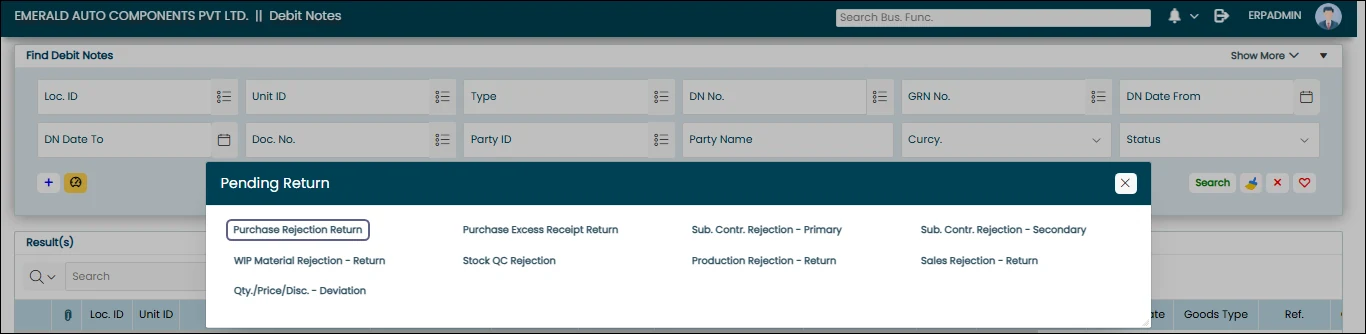 EMERALD AUTO COMPONENTS PVT LTD. || Debit Notes
Search Bus. Func.
ERPADMIN
Find Debit Notes
Show More
Loc. ID
Unit ID
Type
DN No.
GRN No.
DN Date From
DN Date To
Doc. No.
Party ID
Party Name
Curcy.
Status
Pending Return
Search
Purchase Rejection Return
Purchase Excess Receipt Return
Sub. Contr. Rejection - Primary
Sub. Contr. Rejection - Secondary
Result(s)
WIP Material Rejection - Return
Stock QC Rejection
Production Rejection - Return
Sales Rejection - Return
Search
Qty./Price/Disc. - Deviation
Loc. ID
Unit ID
Goods Type
Ref.